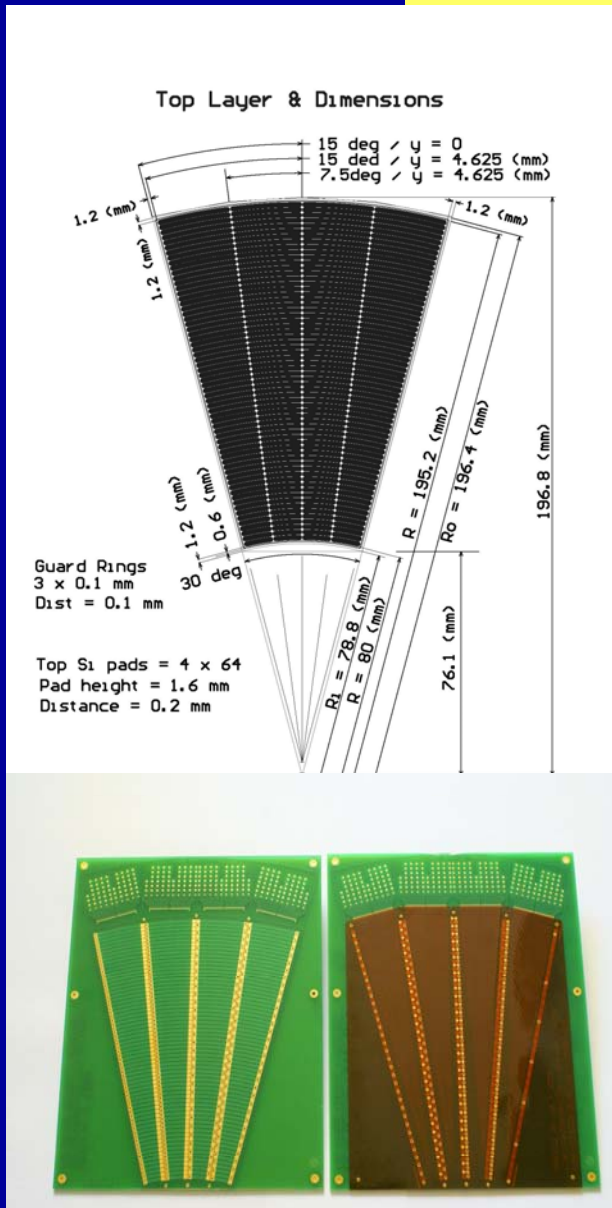 Top Layer & Dimensions
15 deg / y = 0
15 ded / y = 4.625 (mm)
7.5deg / y = 4.625 (mm)
1.2 (mm)
1.2 (mm)
1.2 (mm)
R = 195.2 (mm)
Ro = 196.4 (mm)
196.8 (mm)
1.2 (mm)
0.6 (mm)
30 deg
Guard Rings
3 x 0.1 mm
Dist = 0.1 mm
Ri = 78.8 (mm)
R = 80 (mm)
76.1 (mm)
Top Si pads = 4 x 64
Pad height = 1.6 mm
Distance = 0.2 mm